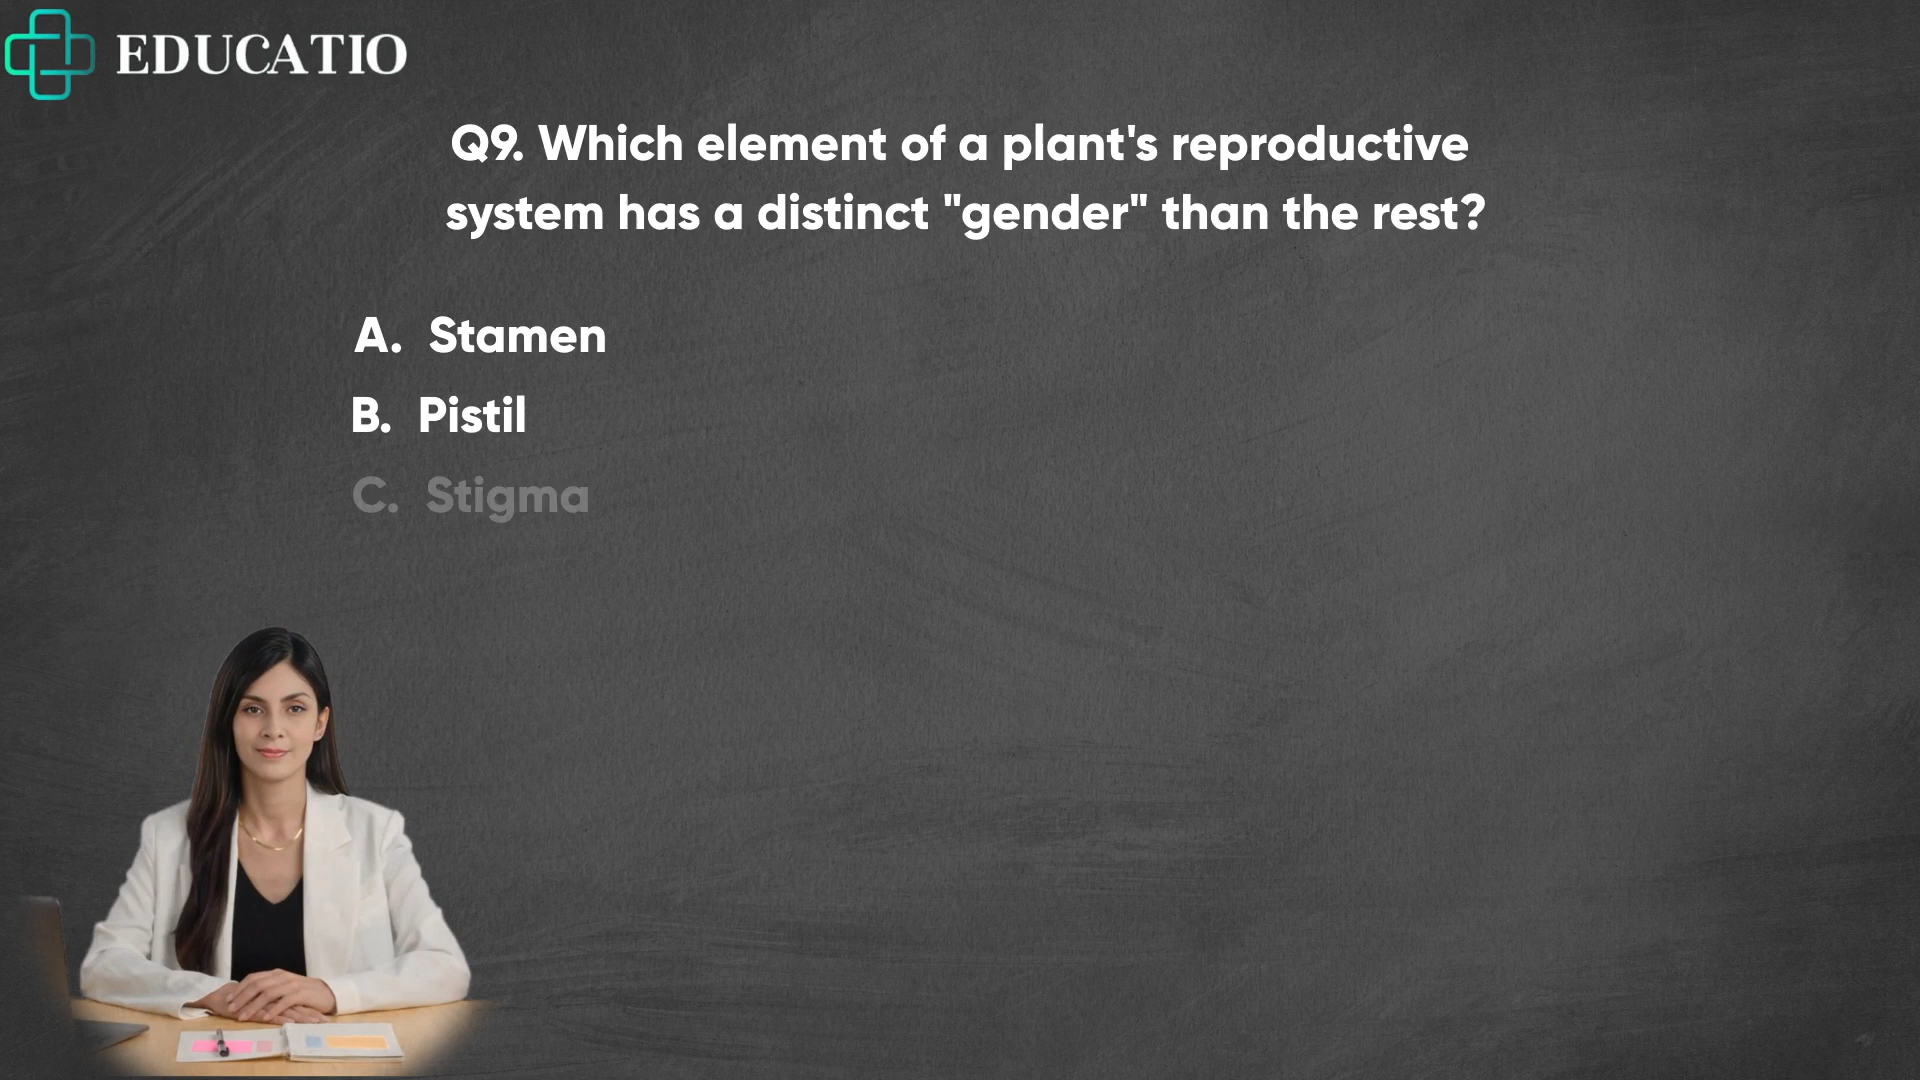 EDUCATIO
Q9. Which element of a plant's reproductive
system has a distinct "gender" than the rest?
A. Stamen
B. Pistil
C. Stigma